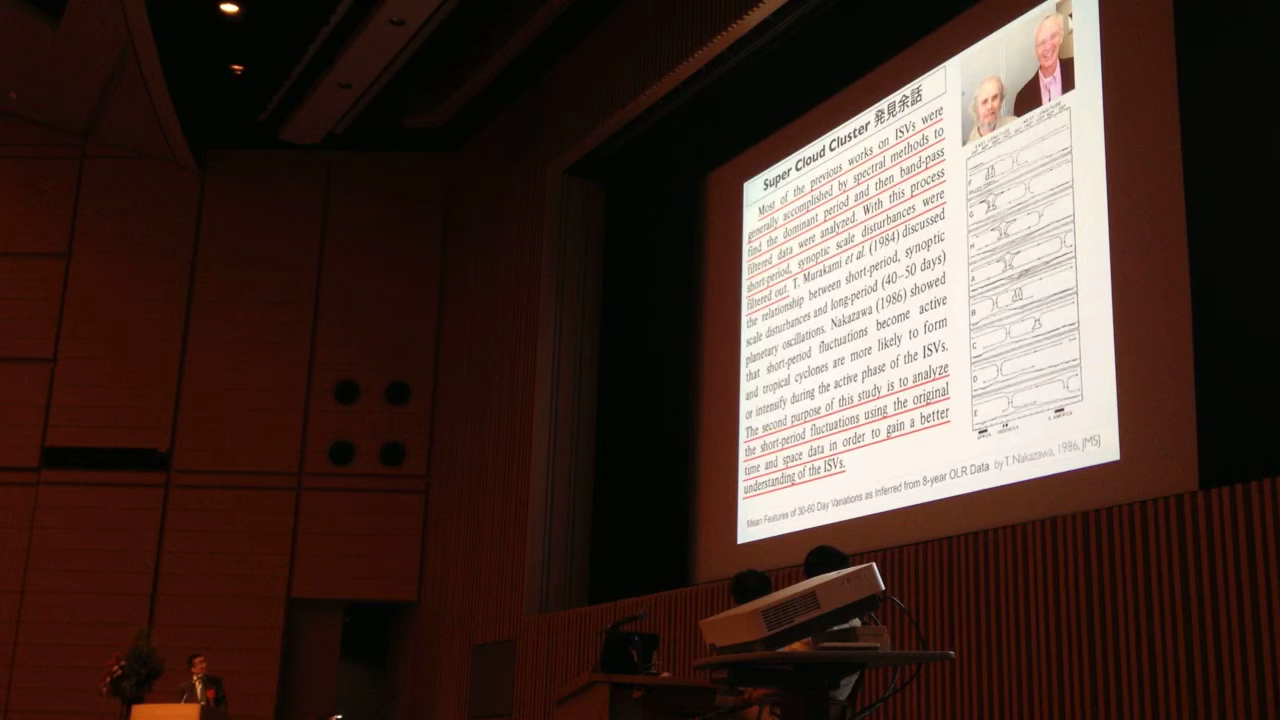 Super Cloud Cluster 発見余話
Most of the previous works on ISVs were
generally accomplished by spectral methods to
find the dominant period and then band-pass
filtered data were analyzed. With this process
short-period, synoptic scale disturbances were
filtered out. T. Murakami et al. (1984) discussed
the relationship between short-period, synoptic
scale disturbances and long-period (40–50 days)
planetary oscillations. Nakazawa (1986) showed
that short-period fluctuations become active
and tropical cyclones are more likely to form
or intensify during the active phase of the ISVs.
The second purpose of this study is to analyze
the short-period fluctuations using the original
time and space data in order to gain a better
understanding of the ISVs.
F
G
H
A
B
C
D
E
AFRICA INDONESIA S. AMERICA
Mean Features of 30-60 Day Variations as Inferred from 8-year OLR Data by T. Nakazawa, 1986, JMSJ